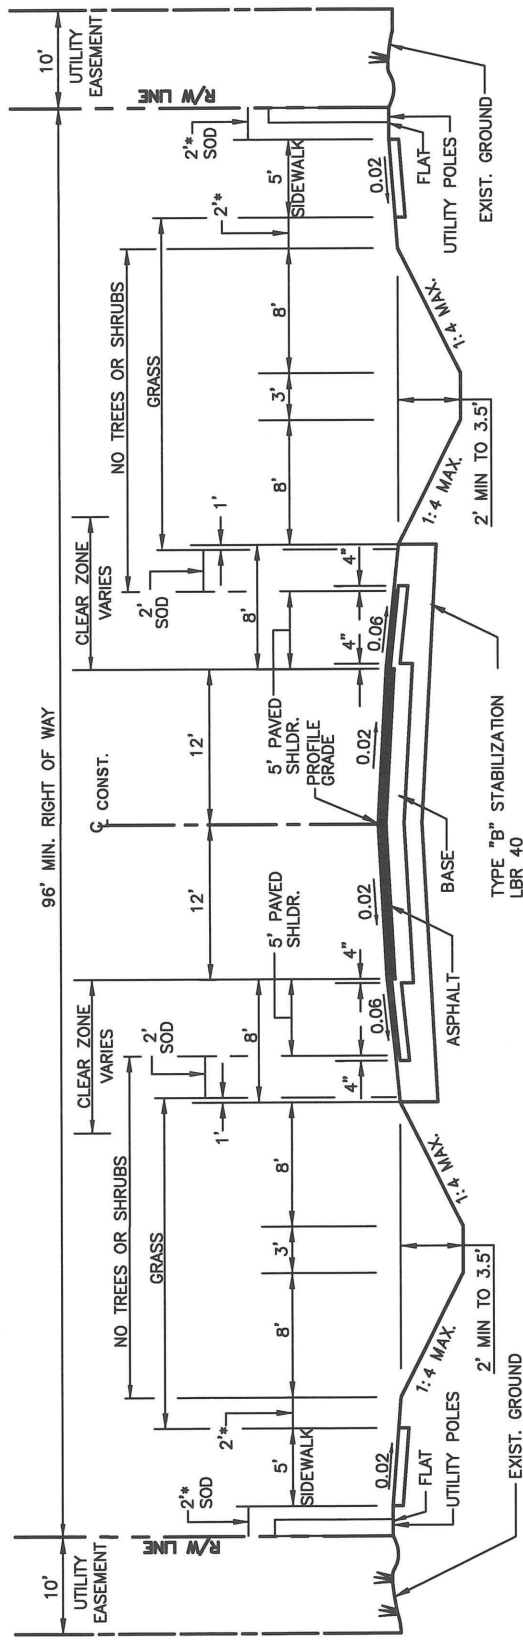 96' MIN. RIGHT OF WAY
10'
UTILITY
EASEMENT
R/W LINE
2'*
SOD
5'
SIDEWALK
2'*
NO TREES OR SHRUBS
GRASS
8'
3'
8'
CLEAR ZONE
VARIES
2'
SOD
1'
8'
5' PAVED
SHLDR.
4"
4"
12'
℄ CONST.
12'
PROFILE
GRADE
5' PAVED
SHLDR.
4"
4"
CLEAR ZONE
VARIES
2'
SOD
8'
1'
NO TREES OR SHRUBS
GRASS
8'
3'
8'
2'*
5'
SIDEWALK
2'*
SOD
R/W LINE
10'
UTILITY
EASEMENT
0.02
FLAT
UTILITY POLES
EXIST. GROUND
1:4 MAX.
2' MIN TO 3.5'
1:4 MAX.
0.06
ASPHALT
0.02
BASE
0.02
TYPE "B" STABILIZATION
LBR 40
0.06
1:4 MAX.
2' MIN TO 3.5'
1:4 MAX.
0.02
FLAT
UTILITY POLES
EXIST. GROUND